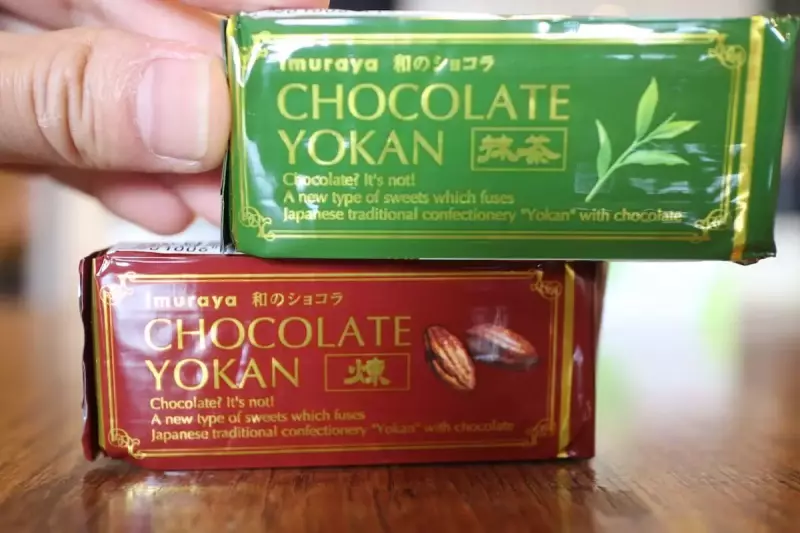 imuraya 和のショコラ
CHOCOLATE
YOKAN 抹茶
Chocolate? It's not!
A new type of sweets which fuses
Japanese traditional confectionery "Yokan" with chocolate
imuraya 和のショコラ
CHOCOLATE
YOKAN 煉
Chocolate? It's not!
A new type of sweets which fuses
Japanese traditional confectionery "Yokan" with chocolate